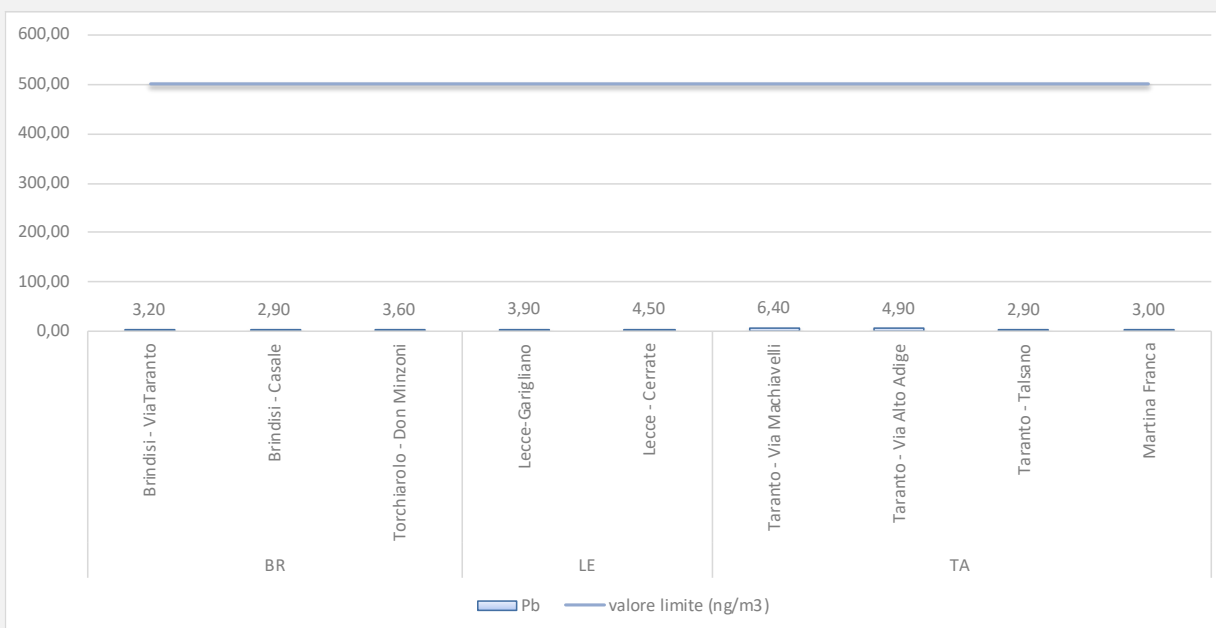 600,00
500,00
400,00
300,00
200,00
100,00
0,00
3,20 2,90 3,60 3,90 4,50 6,40 4,90 2,90 3,00
Brindisi - ViaTaranto
Brindisi - Casale
Torchiarolo - Don Minzoni
Lecce-Garigliano
Lecce - Cerrate
Taranto - Via Machiavelli
Taranto - Via Alto Adige
Taranto - Talsano
Martina Franca
BR LE TA
Pb valore limite (ng/m3)